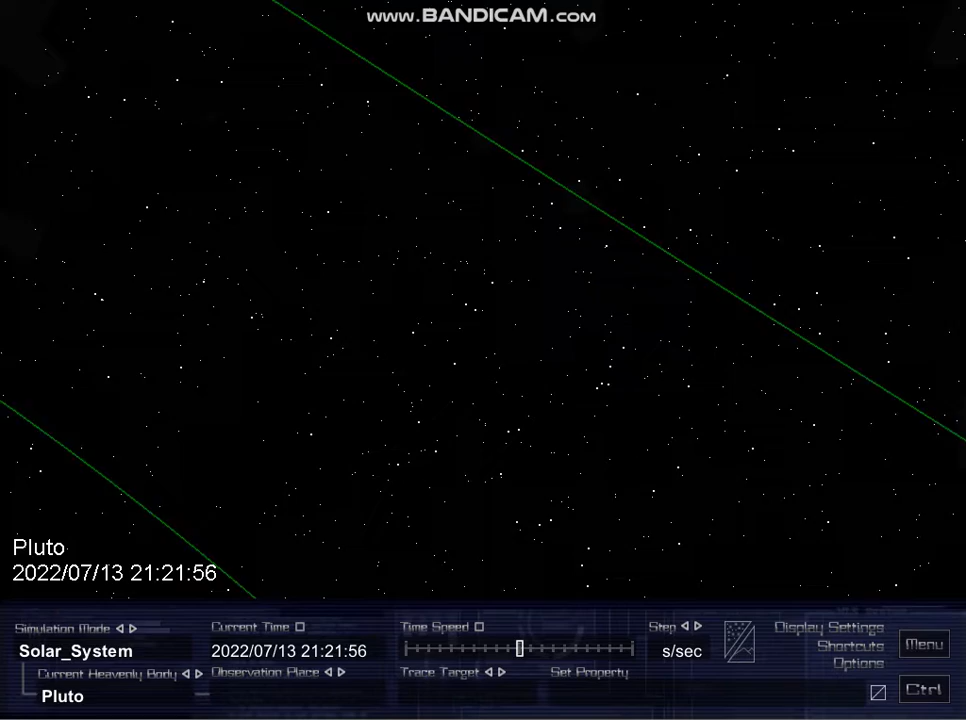 www.BANDICAM.com
Pluto
2022/07/13 21:21:56
Simulation Mode
Current Time
Time Speed
Step
Display Settings
Solar_System
2022/07/13 21:21:56
s/sec
Shortcuts
Menu
Current Heavenly Body
Observation Place
Trace Target
Set Property
Options
Pluto
Ctrl